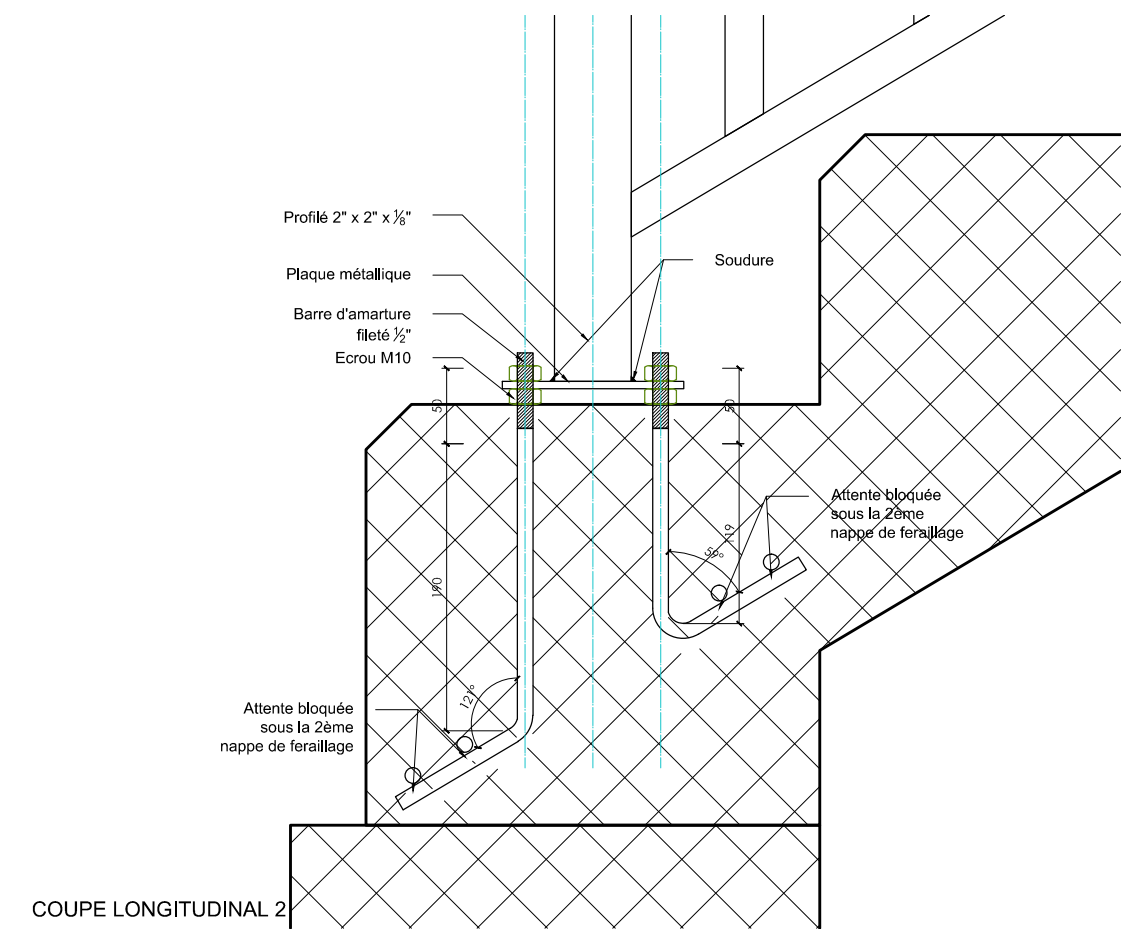 Profilé 2" x 2" x ⅛"
Plaque métallique
Soudure
Barre d'amarture
fileté ½"
Ecrou M10
50
50
Attente bloquée
sous la 2ème
nappe de feraillage
119
59°
190
121°
Attente bloquée
sous la 2ème
nappe de feraillage
COUPE LONGITUDINAL 2